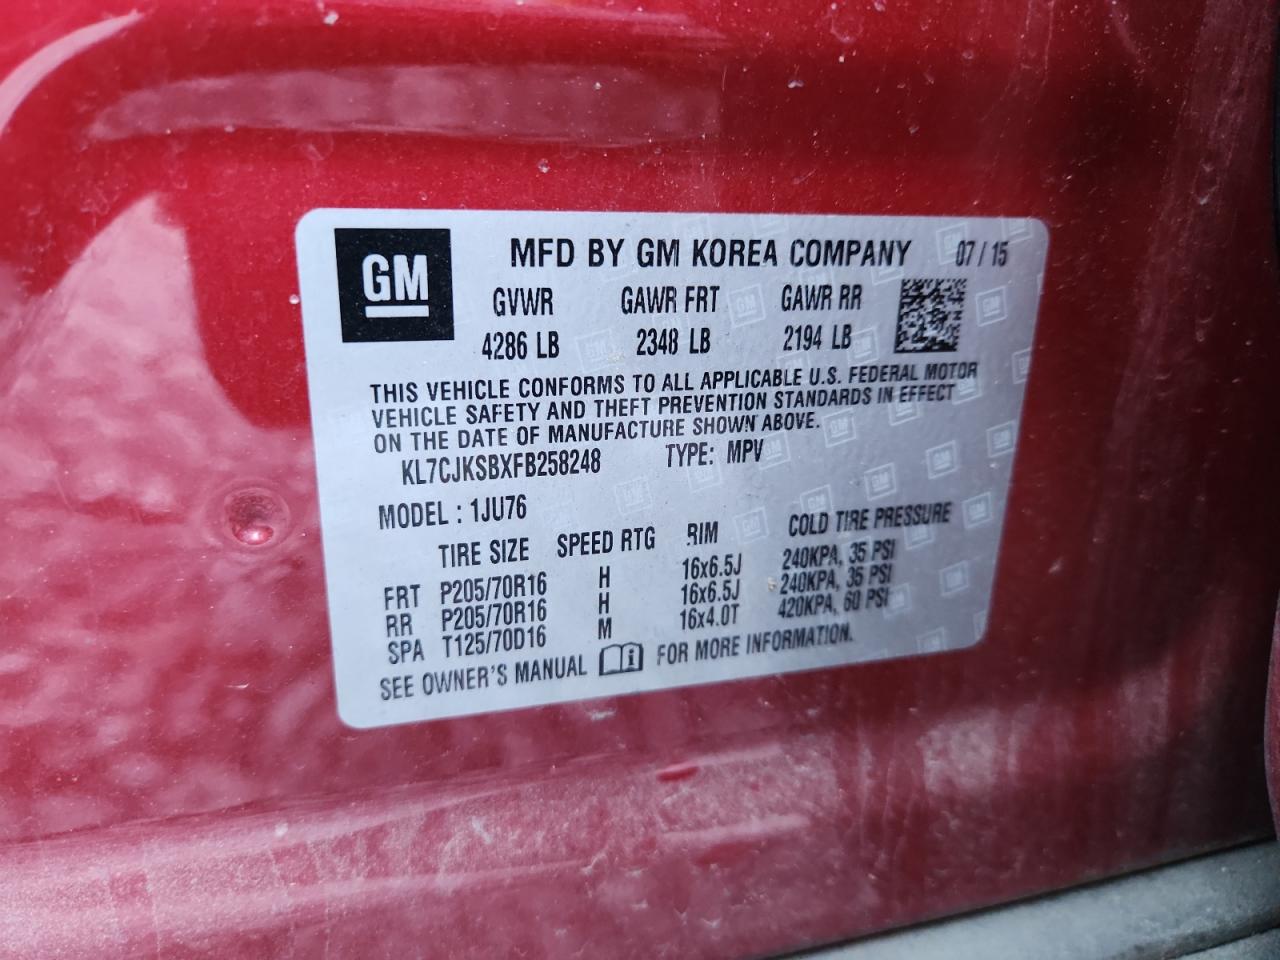 GM
MFD BY GM KOREA COMPANY 07 / 15
GVWR GAWR FRT GAWR RR
4286 LB 2348 LB 2194 LB
THIS VEHICLE CONFORMS TO ALL APPLICABLE U.S. FEDERAL MOTOR
VEHICLE SAFETY AND THEFT PREVENTION STANDARDS IN EFFECT
ON THE DATE OF MANUFACTURE SHOWN ABOVE.
KL7CJKSBXFB258248 TYPE: MPV
MODEL : 1JU76
TIRE SIZE SPEED RTG RIM COLD TIRE PRESSURE
FRT P205/70R16 H 16x6.5J 240KPA, 35 PSI
RR P205/70R16 H 16x6.5J 240KPA, 35 PSI
SPA T125/70D16 M 16x4.0T 420KPA, 60 PSI
SEE OWNER'S MANUAL FOR MORE INFORMATION.